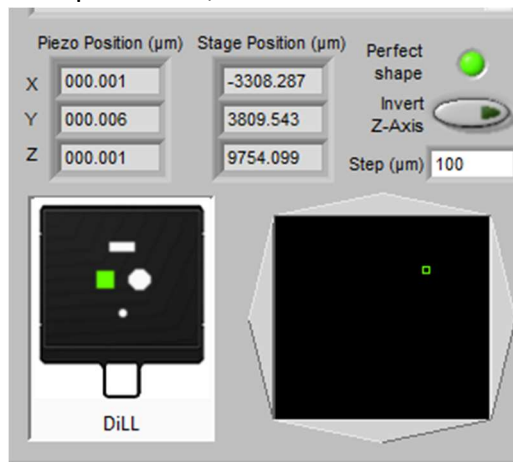 Piezo Position (µm) Stage Position (µm) Perfect shape
X 000.001 -3308.287
Y 000.006 3809.543 Invert Z-Axis
Z 000.001 9754.099 Step (µm) 100
DiLL